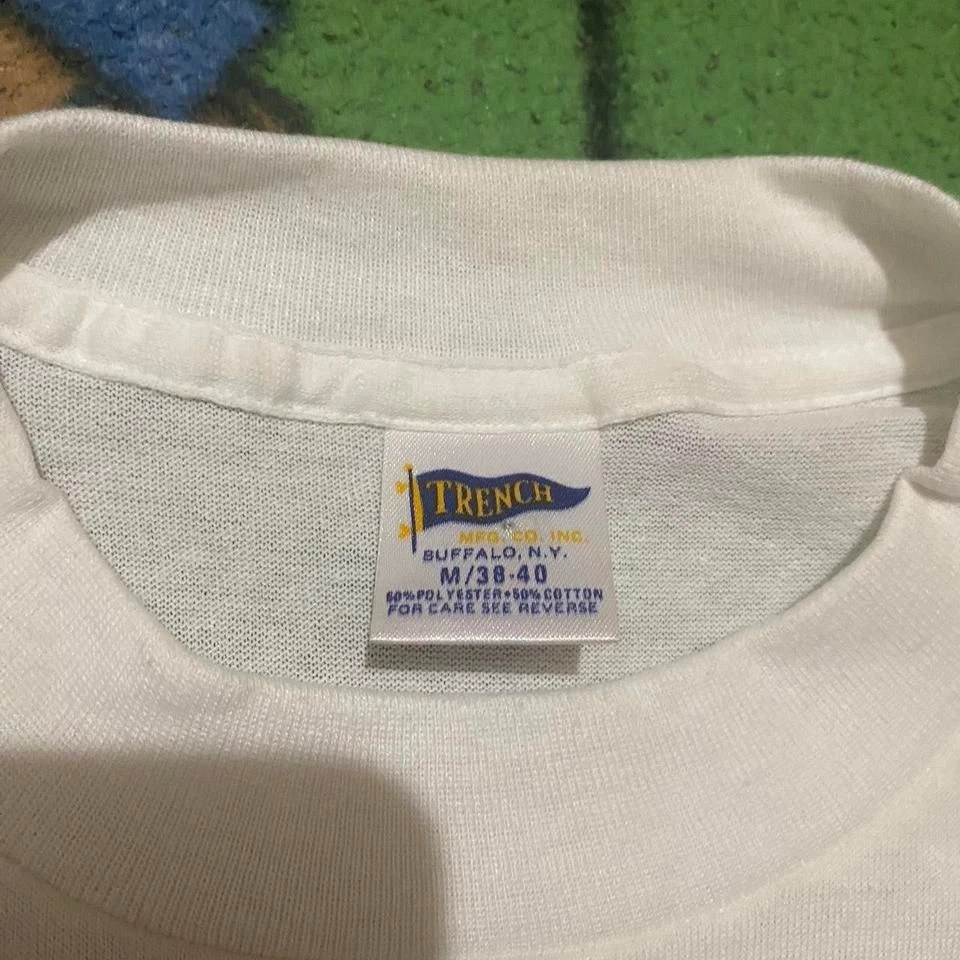 TRENCH
MFG. CO. INC.
BUFFALO, N.Y.
M/38-40
50%POLYESTER•50%COTTON
FOR CARE SEE REVERSE